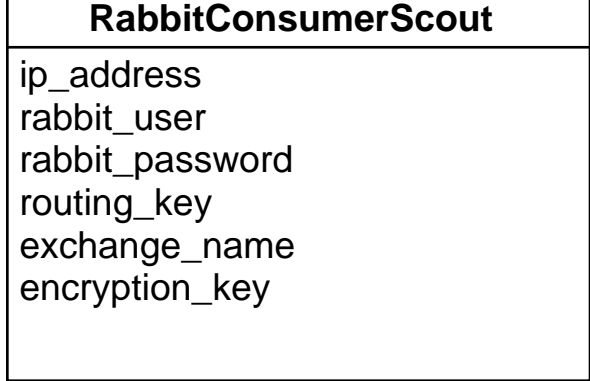 RabbitConsumerScout
ip_address
rabbit_user
rabbit_password
routing_key
exchange_name
encryption_key